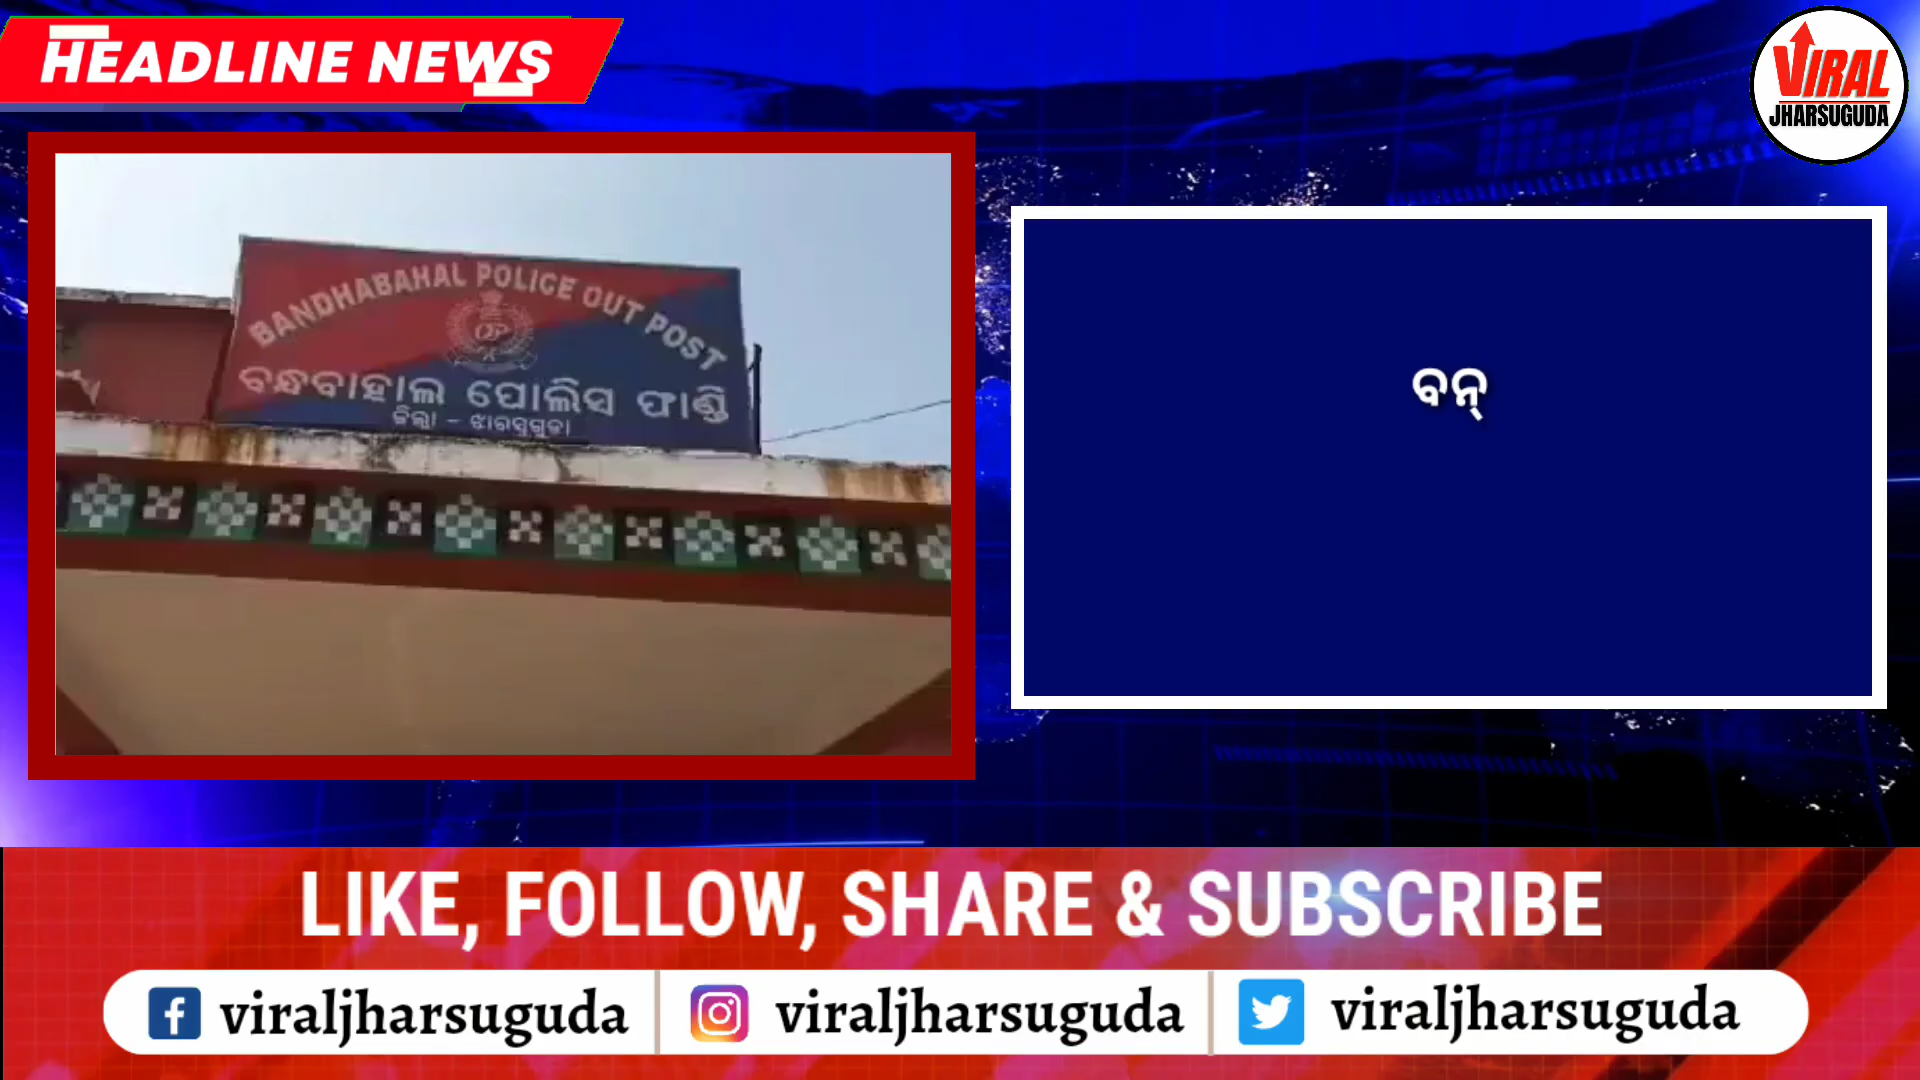 HEADLINE NEWS
VIRAL
JHARSUGUDA
BANDHABAHAL POLICE OUT POST
ବନ୍ଧବାହାଲ ପୋଲିସ ଫାଣ୍ଡି
ଜିଲ୍ଲା - ଝାରସୁଗୁଡା
ବନ୍
LIKE, FOLLOW, SHARE & SUBSCRIBE
viraljharsuguda viraljharsuguda viraljharsuguda